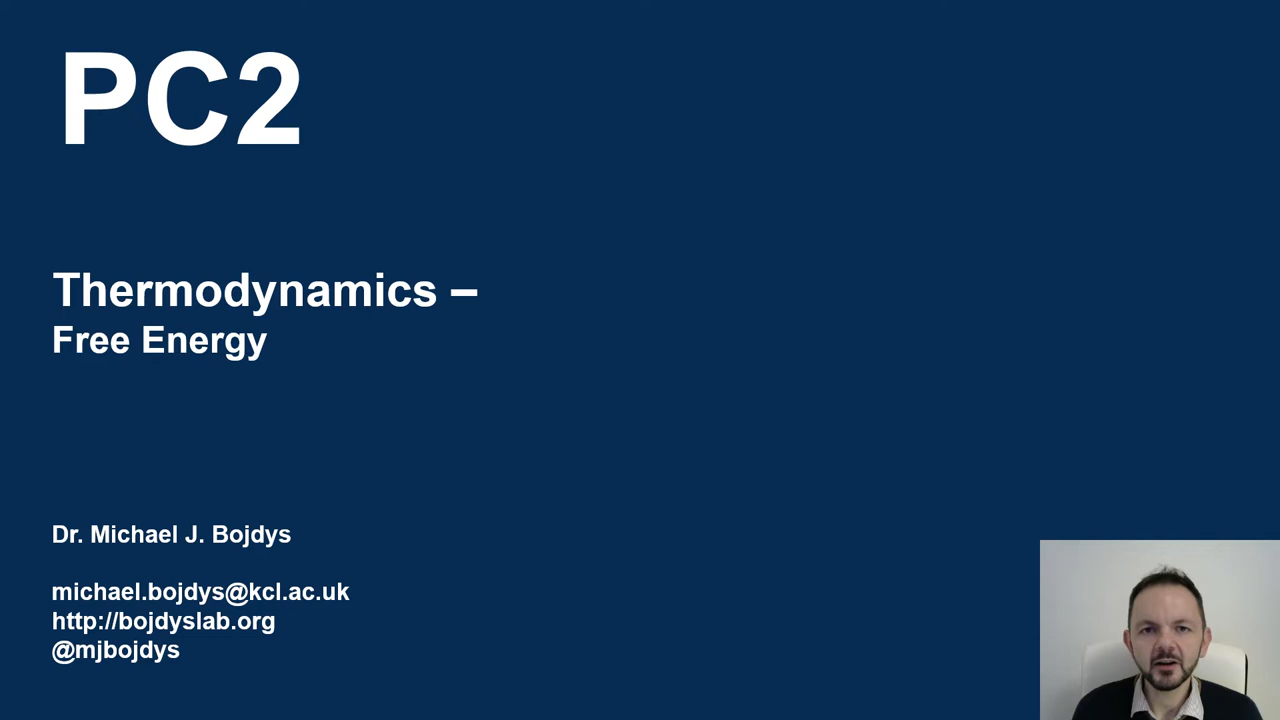 PC2
Thermodynamics –
Free Energy
Dr. Michael J. Bojdys
michael.bojdys@kcl.ac.uk
http://bojdyslab.org
@mjbojdys